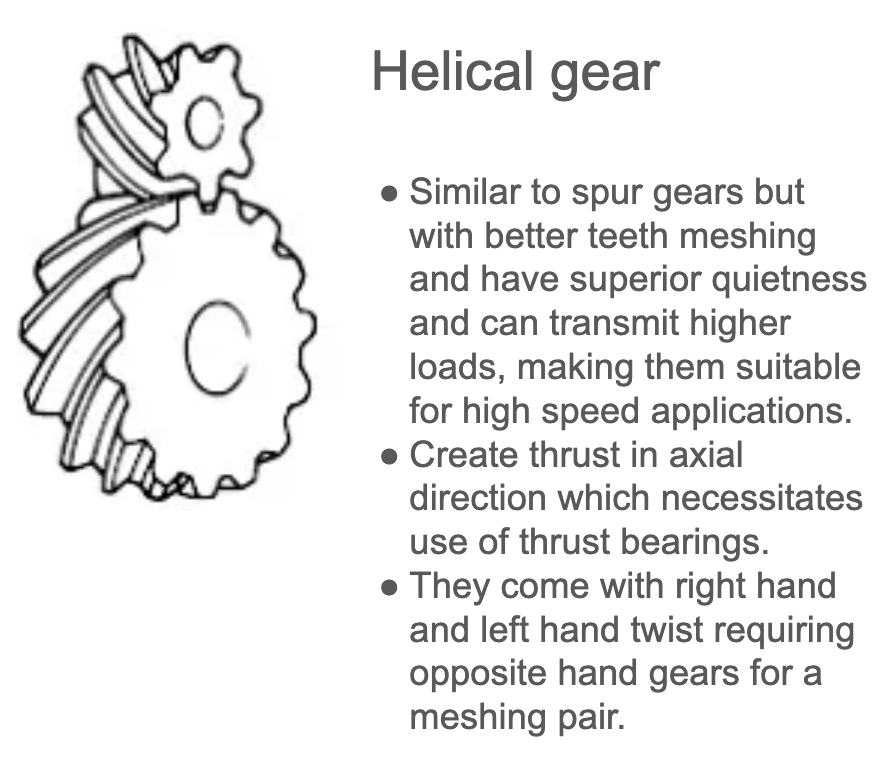 Helical gear
● Similar to spur gears but
with better teeth meshing
and have superior quietness
and can transmit higher
loads, making them suitable
for high speed applications.
● Create thrust in axial
direction which necessitates
use of thrust bearings.
● They come with right hand
and left hand twist requiring
opposite hand gears for a
meshing pair.